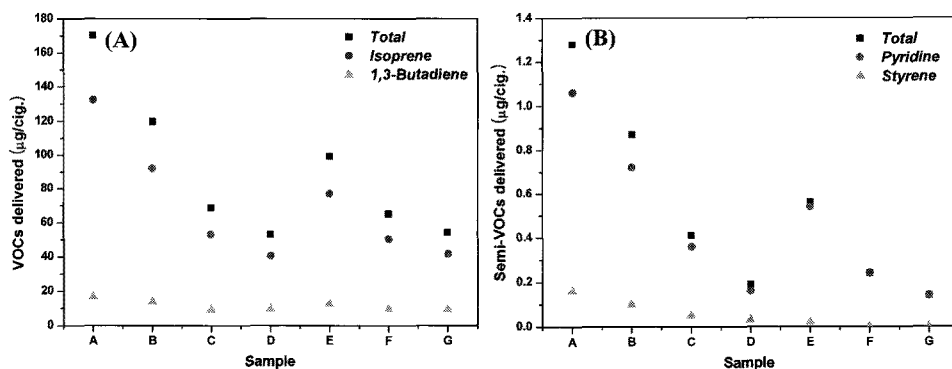 (A)
Total
Isoprene
1,3-Butadiene
VOCs delivered (μg/cig.)
180
160
140
120
100
80
60
40
20
0
A B C D E F G
Sample
(B)
Total
Pyridine
Styrene
Semi-VOCs delivered (μg/cig.)
1.4
1.2
1.0
0.8
0.6
0.4
0.2
0.0
A B C D E F G
Sample